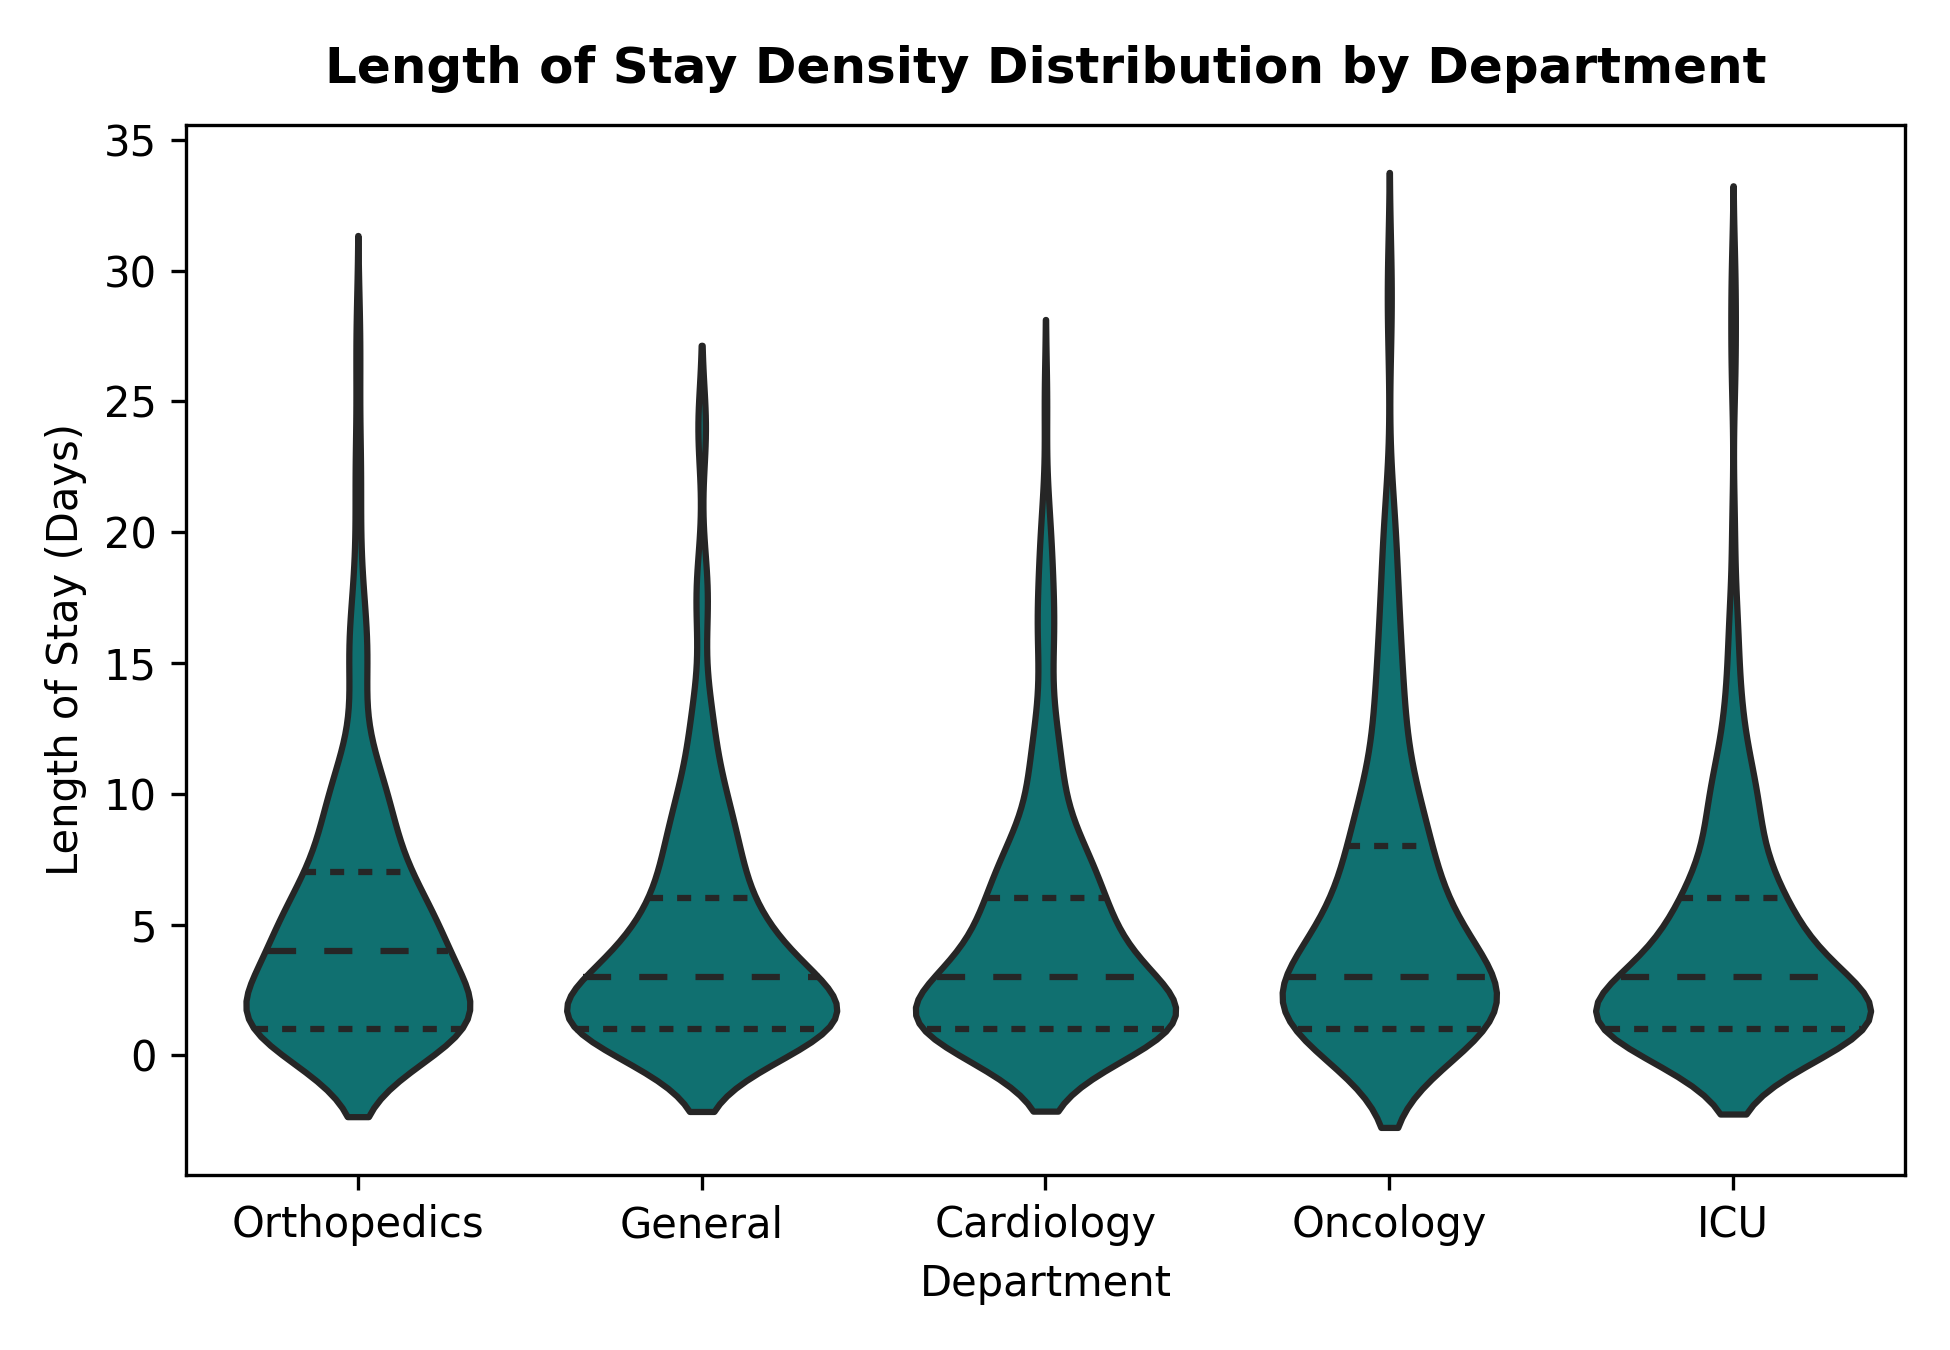 Length of Stay Density Distribution by Department
35
30
25
20
15
10
5
0
Length of Stay (Days)
Orthopedics General Cardiology Oncology ICU
Department